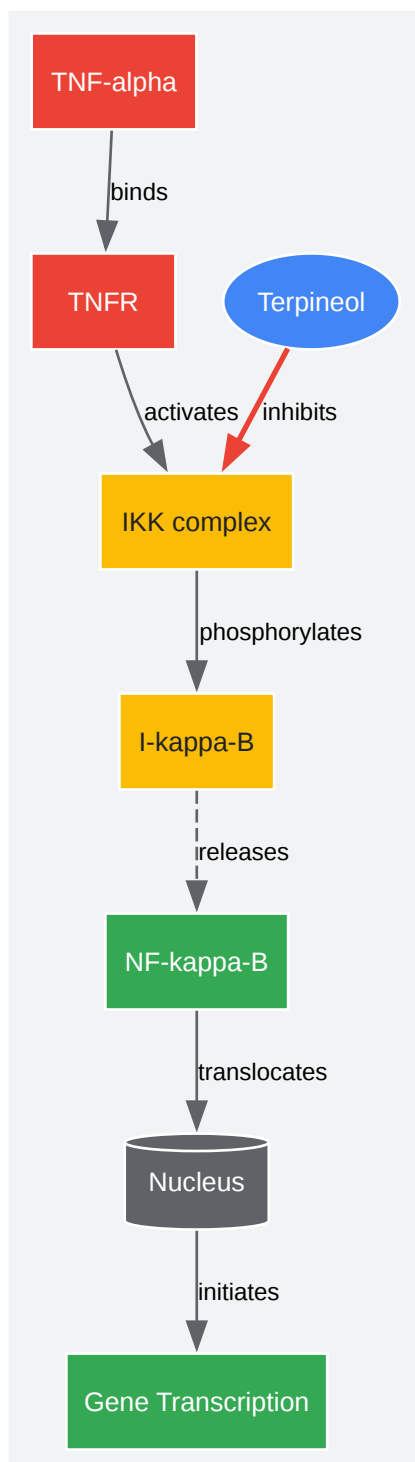 TNF-alpha
binds
TNFR
Terpineol
activates
inhibits
IKK complex
phosphorylates
I-kappa-B
releases
NF-kappa-B
translocates
Nucleus
initiates
Gene Transcription